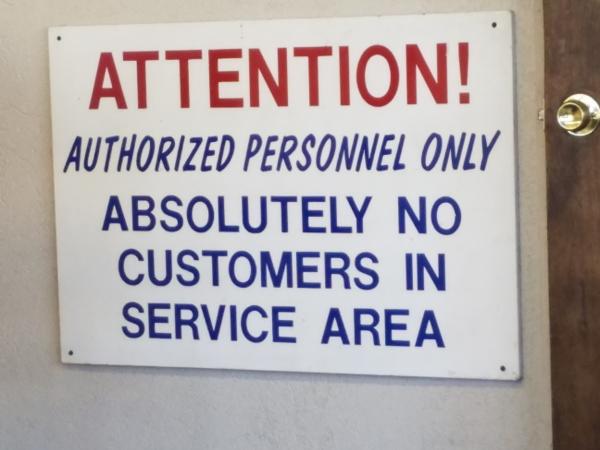 ATTENTION!
AUTHORIZED PERSONNEL ONLY
ABSOLUTELY NO
CUSTOMERS IN
SERVICE AREA